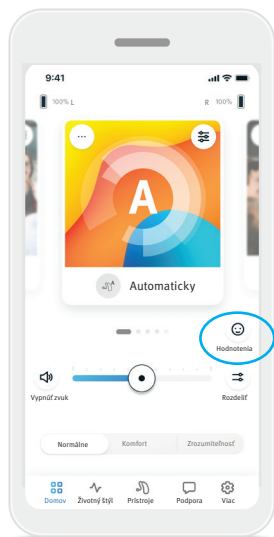 9:41
100% L
R 100%
A
Automaticky
Hodnotenia
Vypnúť zvuk
Rozdeliť
Normálne Komfort Zrozumiteľnosť
Domov Životný štýl Prístroje Podpora Viac